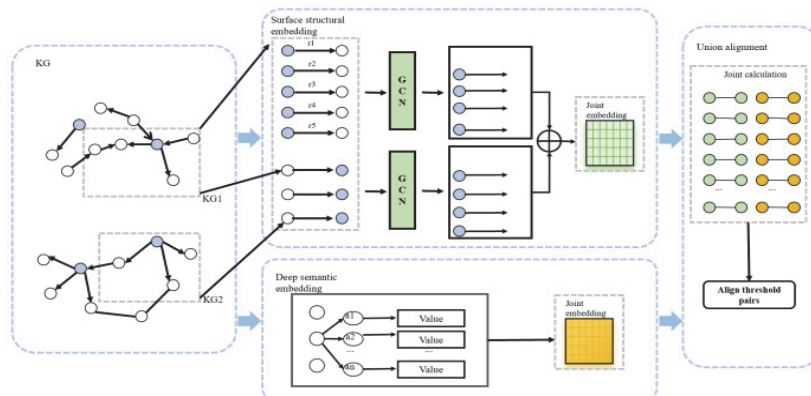 KG
KG1
KG2
Surface structural
embedding
r1
r2
r3
r4
r5
G
C
N
G
C
N
Joint
embedding
Deep semantic
embedding
a1
a2
...
an
Value
Value
...
Value
Joint
embedding
Union alignment
Joint calculation
...
...
Align threshold
pairs